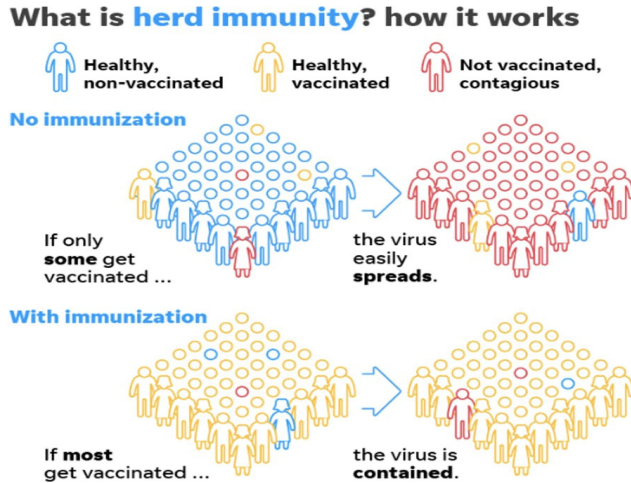 What is herd immunity? how it works
Healthy,
non-vaccinated
Healthy,
vaccinated
Not vaccinated,
contagious
No immunization
If only
some get
vaccinated ...
the virus
easily
spreads.
With immunization
If most
get vaccinated ...
the virus is
contained.